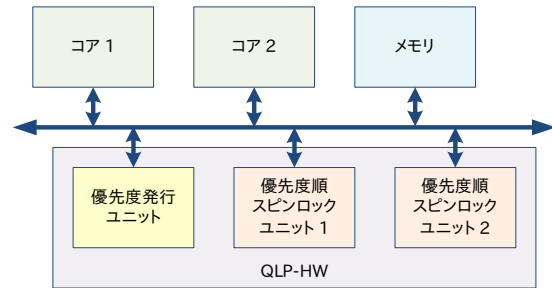 コア 1
コア 2
メモリ
優先度発行
ユニット
優先度順
スピンロック
ユニット 1
優先度順
スピンロック
ユニット 2
QLP-HW